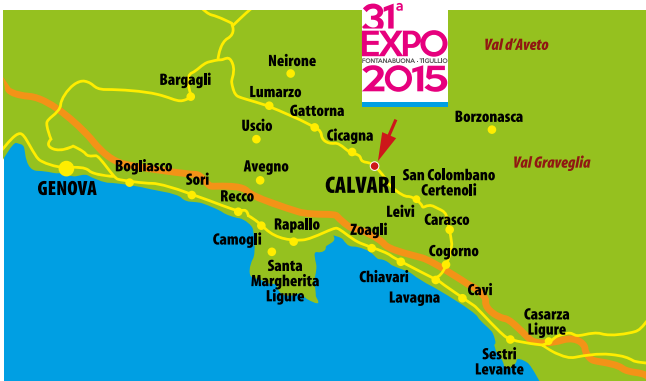 31ª
EXPO
FONTANABUONA - TIGULLIO
2015
Val d'Aveto
Neirone
Bargagli
Lumarzo
Gattorna
Borzonasca
Uscio
Cicagna
Val Graveglia
Bogliasco
Avegno
San Colombano
Certenoli
GENOVA
Sori
CALVARI
Recco
Leivi
Carasco
Camogli
Rapallo
Zoagli
Cogorno
Santa
Margherita
Ligure
Chiavari
Lavagna
Cavi
Casarza
Ligure
Sestri
Levante